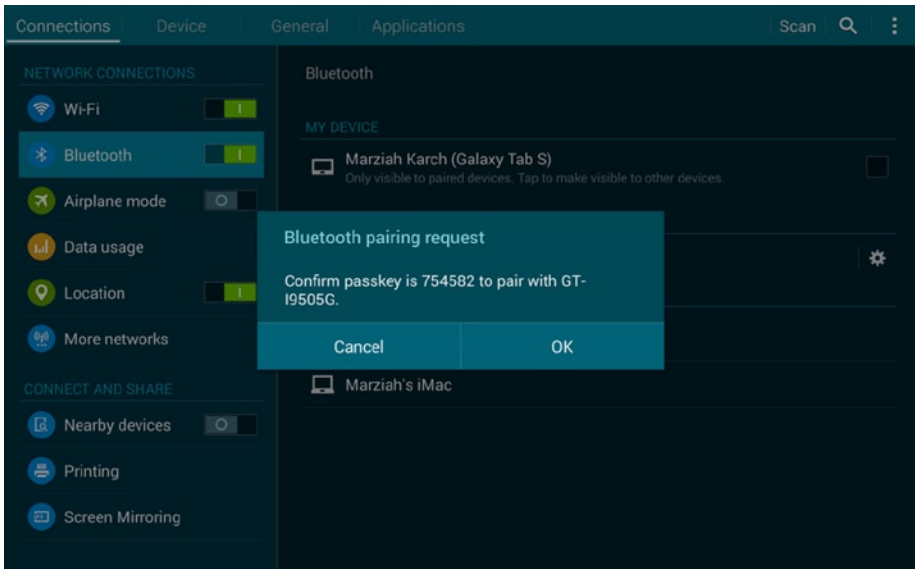 Connections Device General Applications Scan
NETWORK CONNECTIONS
Wi-Fi
Bluetooth
Airplane mode
Data usage
Location
More networks
CONNECT AND SHARE
Nearby devices
Printing
Screen Mirroring
Bluetooth
MY DEVICE
Marziah Karch (Galaxy Tab S)
Only visible to paired devices. Tap to make visible to other devices.
Bluetooth pairing request
Confirm passkey is 754582 to pair with GT-
I9505G.
Cancel OK
Marziah's iMac